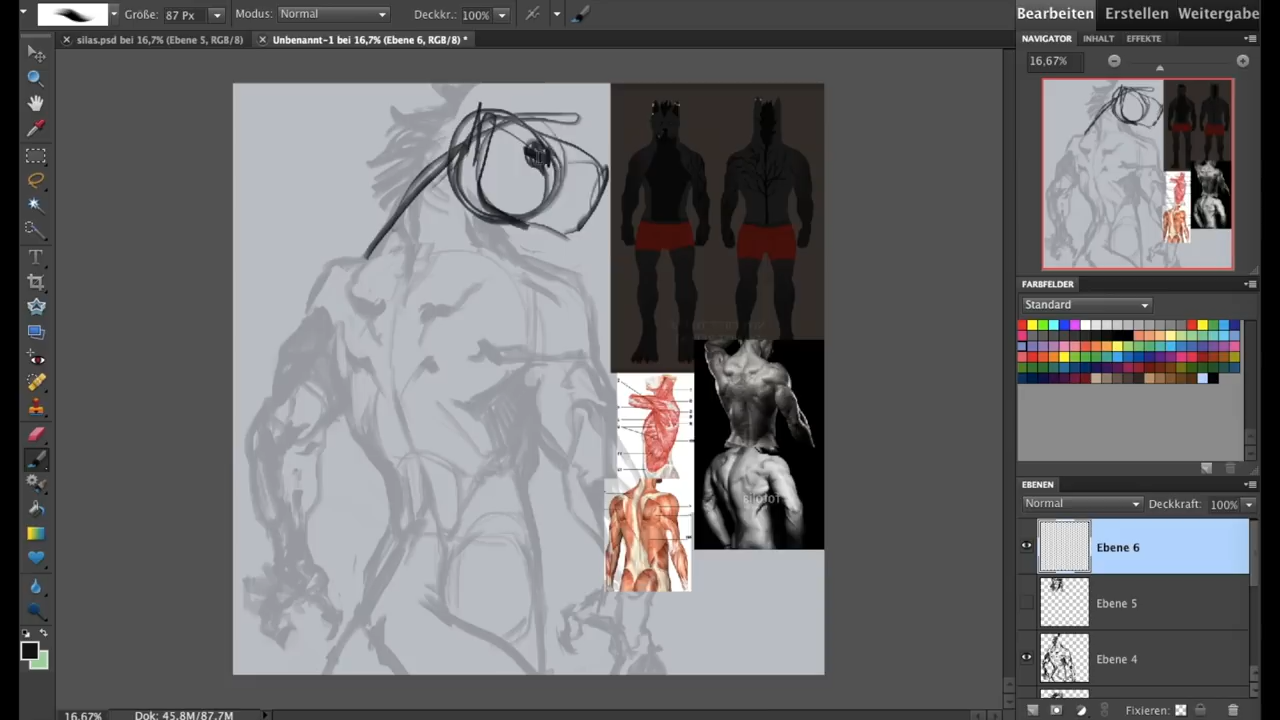 Größe: 87 Px Modus: Normal Deckkr.: 100%
Bearbeiten Erstellen Weitergabe
silas.psd bei 16,7% (Ebene 5, RGB/8) Unbenannt-1 bei 16,7% (Ebene 6, RGB/8) *
NAVIGATOR INHALT EFFEKTE
16,67%
FARBFELDER
Standard
EBENEN
Normal Deckkraft: 100%
Ebene 6
Ebene 5
Ebene 4
Fixieren:
16,67% Dok: 45,8M/87,7M